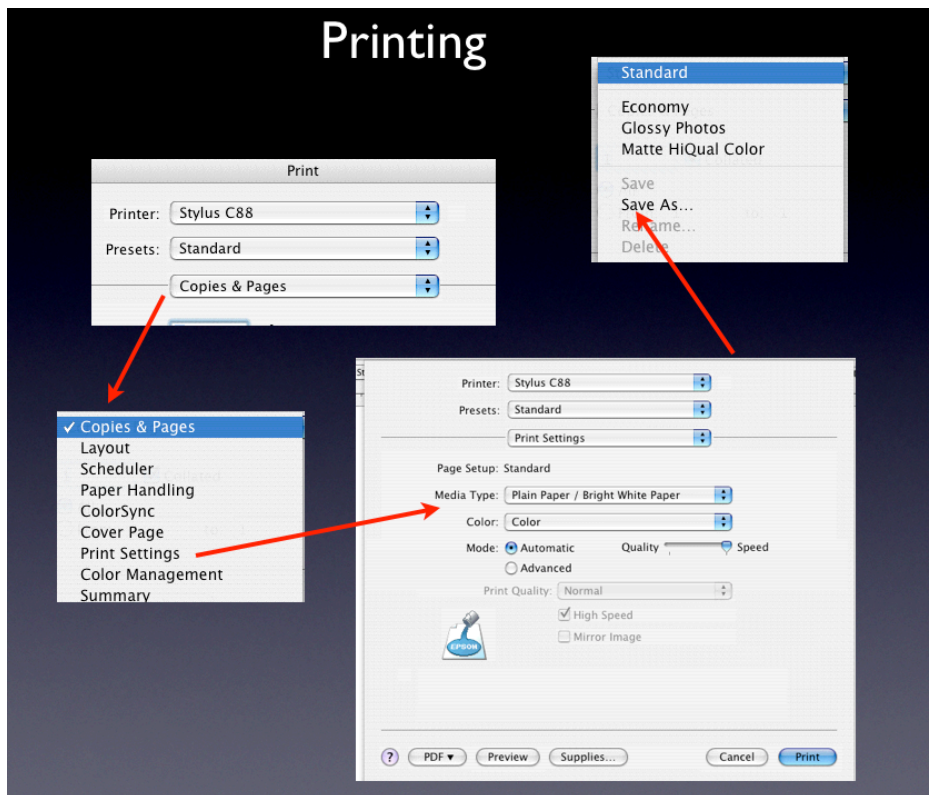 Printing
Print
Printer: Stylus C88
Presets: Standard
Copies & Pages
Standard
Economy
Glossy Photos
Matte HiQual Color
Save
Save As...
Rename...
Delete
✓ Copies & Pages
Layout
Scheduler
Paper Handling
ColorSync
Cover Page
Print Settings
Color Management
Summary
Printer: Stylus C88
Presets: Standard
Print Settings
Page Setup: Standard
Media Type: Plain Paper / Bright White Paper
Color: Color
Mode: Automatic Quality Speed
Advanced
Print Quality: Normal
High Speed
Mirror Image
EPSON
? PDF ▼ Preview Supplies... Cancel Print